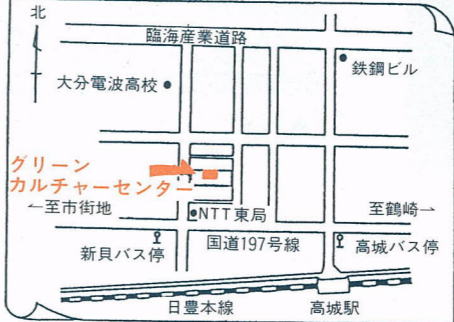 北
臨海産業道路
鉄鋼ビル
大分電波高校
グリーン
カルチャーセンター
←至市街地
NTT東局
至鶴崎→
新貝バス停
国道197号線
高城バス停
日豊本線
高城駅